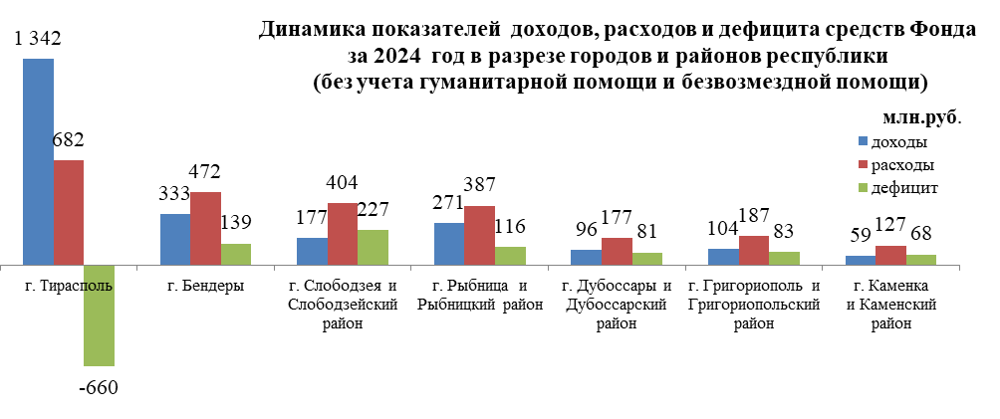 Динамика показателей доходов, расходов и дефицита средств Фонда
за 2024 год в разрезе городов и районов республики
(без учета гуманитарной помощи и безвозмездной помощи)
млн.руб.
доходы
расходы
дефицит
1 342
682
-660
333
472
139
177
404
227
271
387
116
96
177
81
104
187
83
59
127
68
г. Тирасполь
г. Бендеры
г. Слободзея и
Слободзейский
район
г. Рыбница и
Рыбницкий район
г. Дубоссары и
Дубоссарский
район
г. Григориополь и
Григориопольский
район
г. Каменка
и Каменский
район